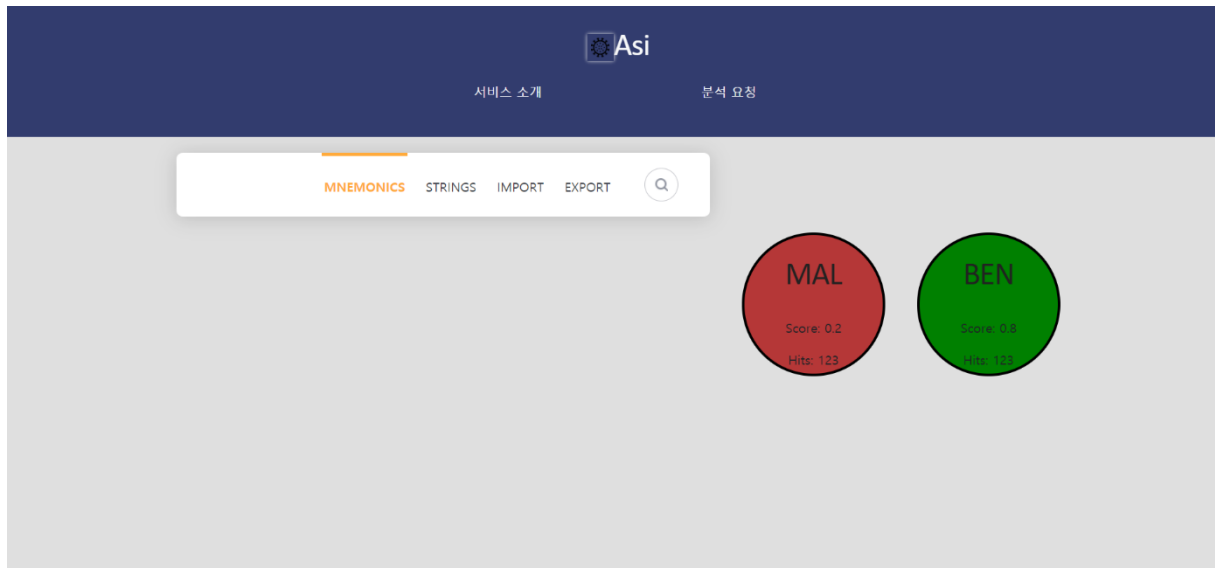 Asi
서비스 소개 분석 요청
MNEMONICS STRINGS IMPORT EXPORT
MAL BEN
Score: 0.2 Score: 0.8
Hits: 123 Hits: 123